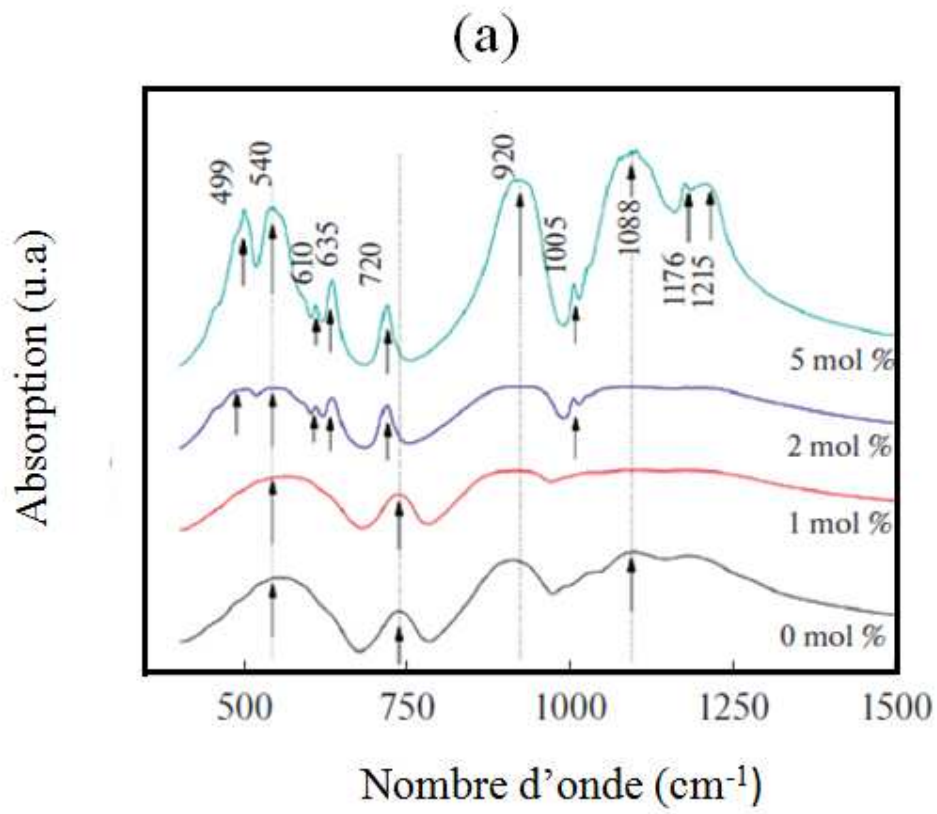 (a)
Absorption (u.a)
499
540
610
635
720
920
1005
1088
1176
1215
5 mol %
2 mol %
1 mol %
0 mol %
500 750 1000 1250 1500
Nombre d’onde (cm-1)